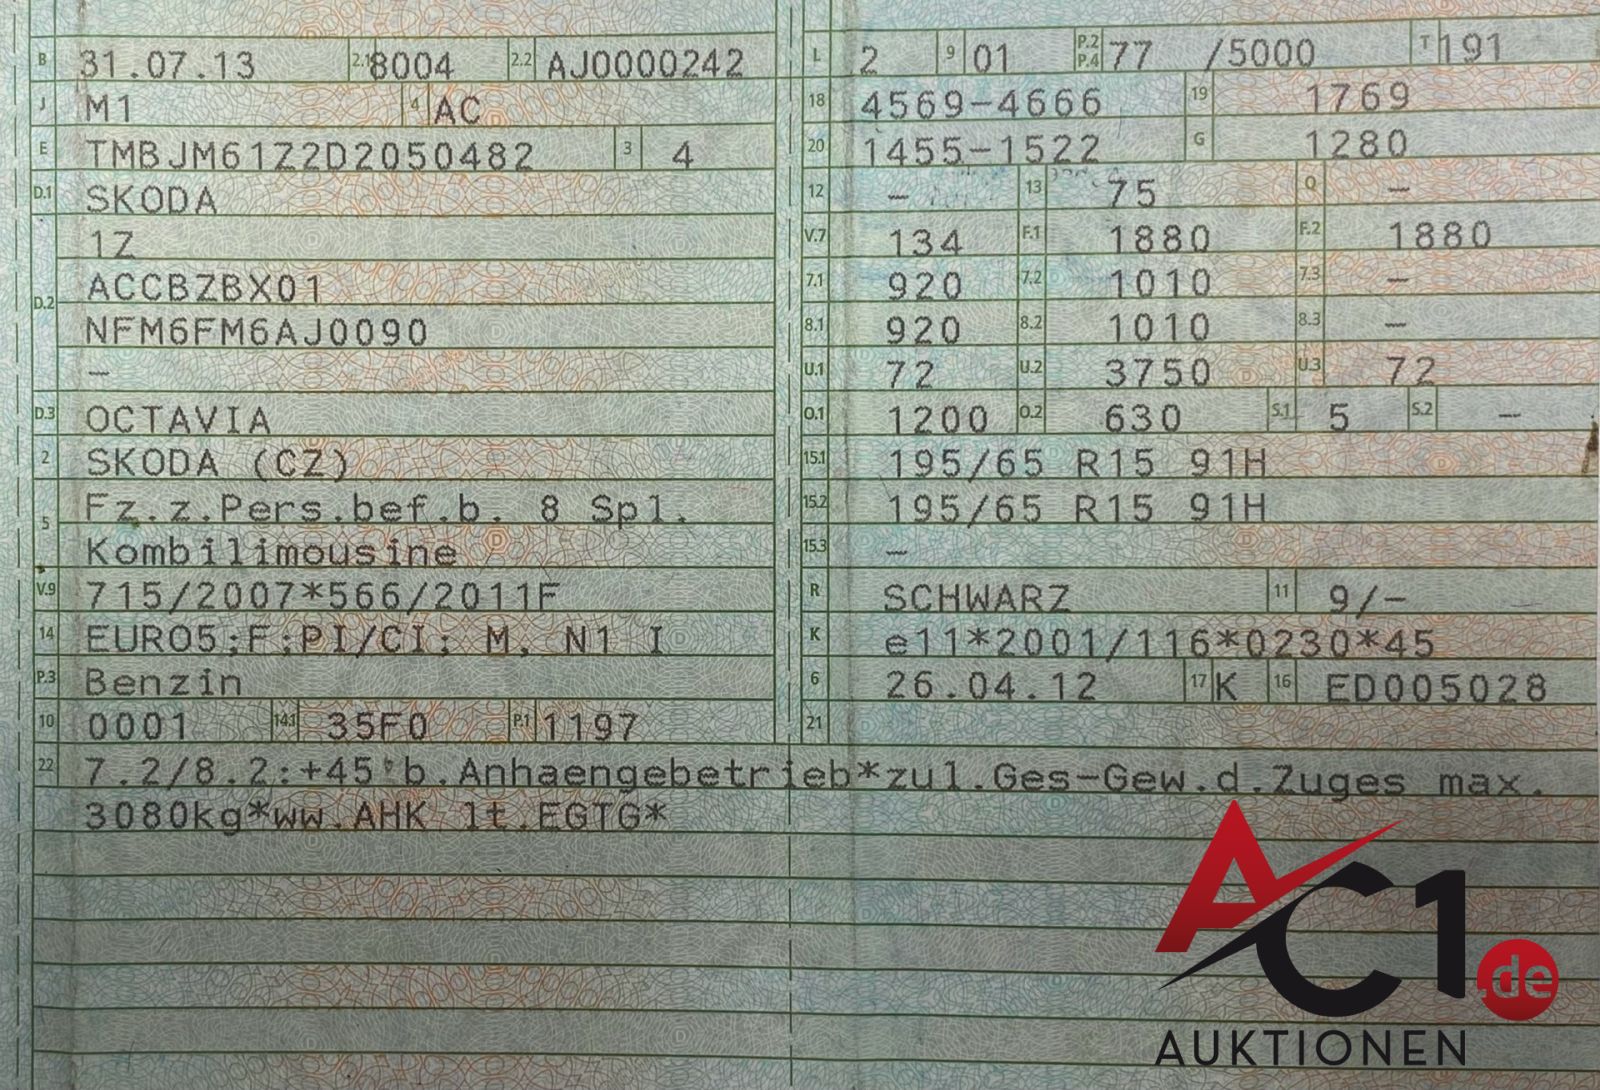 B 31.07.13 2.1 8004 2.2 AJ0000242
J M1 4 AC
E TMBJM61Z2D2050482 3 4
D.1 SKODA
1Z
D.2 ACCBZBX01
NFM6FM6AJ0090
–
D.3 OCTAVIA
2 SKODA (CZ)
5 Fz.z.Pers.bef.b. 8 Spl.
Kombilimousine
V.9 715/2007*566/2011F
14 EURO5;F;PI/CI; M, N1 I
P.3 Benzin
10 0001 14.1 35F0 P.1 1197
L 2 9 01 P.2 P.4 77 /5000 T 191
18 4569-4666 19 1769
20 1455-1522 G 1280
12 – 13 75 Q –
V.7 134 F.1 1880 F.2 1880
7.1 920 7.2 1010 7.3 –
8.1 920 8.2 1010 8.3 –
U.1 72 U.2 3750 U.3 72
O.1 1200 O.2 630 S.1 5 S.2 –
15.1 195/65 R15 91H
15.2 195/65 R15 91H
15.3 –
R SCHWARZ 11 9/–
K e11*2001/116*0230*45
6 26.04.12 17 K 16 ED005028
21
22 7.2/8.2:+45 b.Anhaengebetrieb*zul.Ges-Gew.d.Zuges max.
3080kg*ww.AHK lt.EGTG*
AC1.de
AUKTIONEN